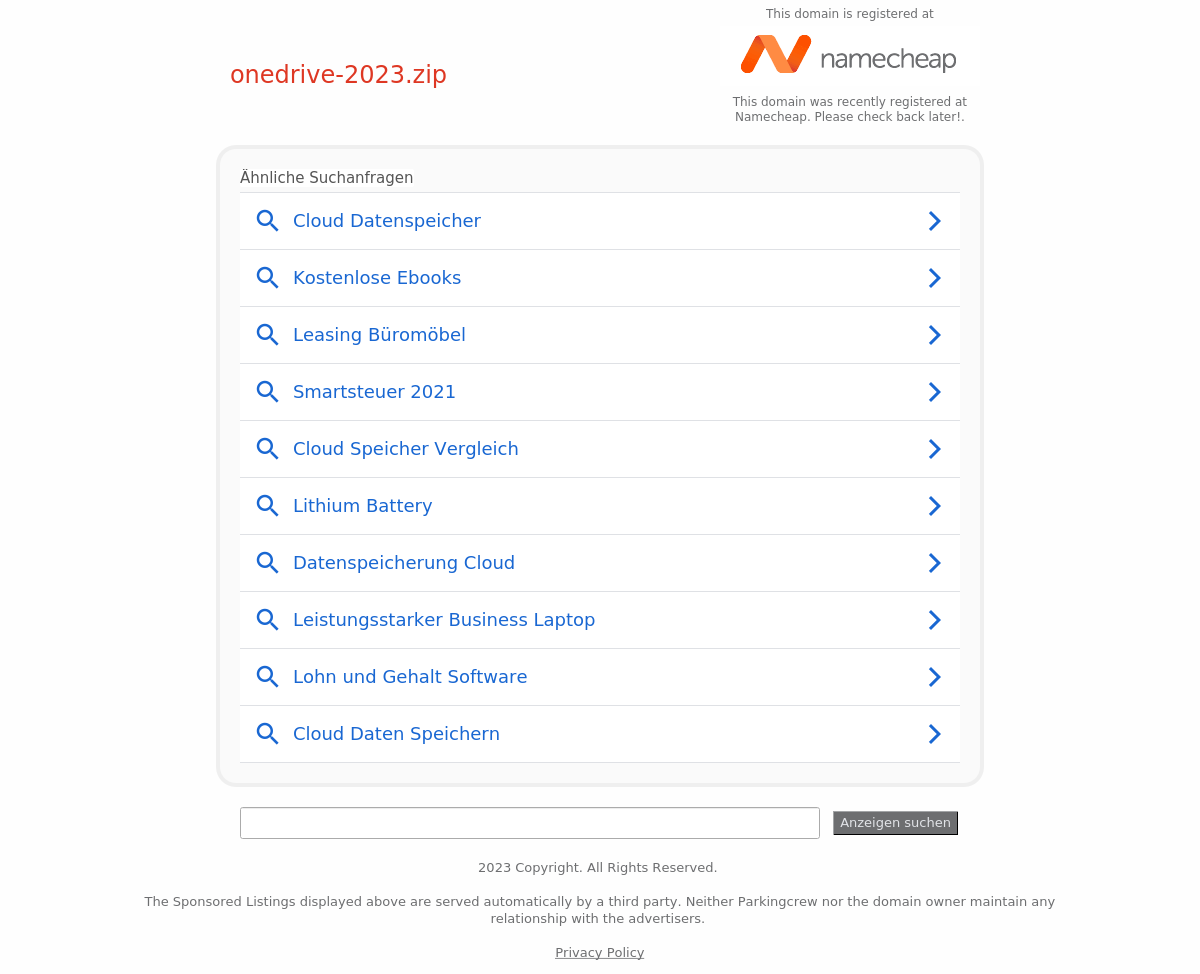 This domain is registered at
onedrive-2023.zip
namecheap
This domain was recently registered at
Namecheap. Please check back later!.
Ähnliche Suchanfragen
Cloud Datenspeicher
Kostenlose Ebooks
Leasing Büromöbel
Smartsteuer 2021
Cloud Speicher Vergleich
Lithium Battery
Datenspeicherung Cloud
Leistungsstarker Business Laptop
Lohn und Gehalt Software
Cloud Daten Speichern
Anzeigen suchen
2023 Copyright. All Rights Reserved.
The Sponsored Listings displayed above are served automatically by a third party. Neither Parkingcrew nor the domain owner maintain any
relationship with the advertisers.
Privacy Policy